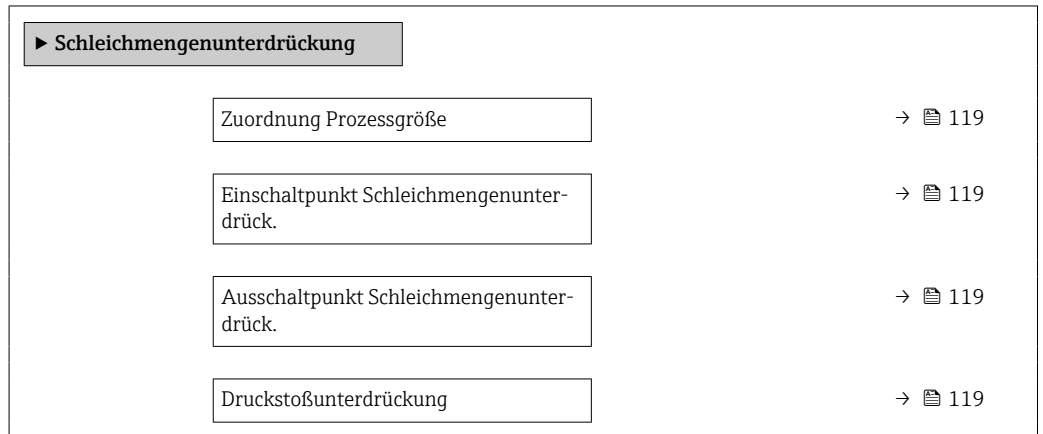 ▶ Schleichmengenunterdrückung
Zuordnung Prozessgröße → 119
Einschaltpunkt Schleichmengenunter- → 119
drück.
Ausschaltpunkt Schleichmengenunter- → 119
drück.
Druckstoßunterdrückung → 119